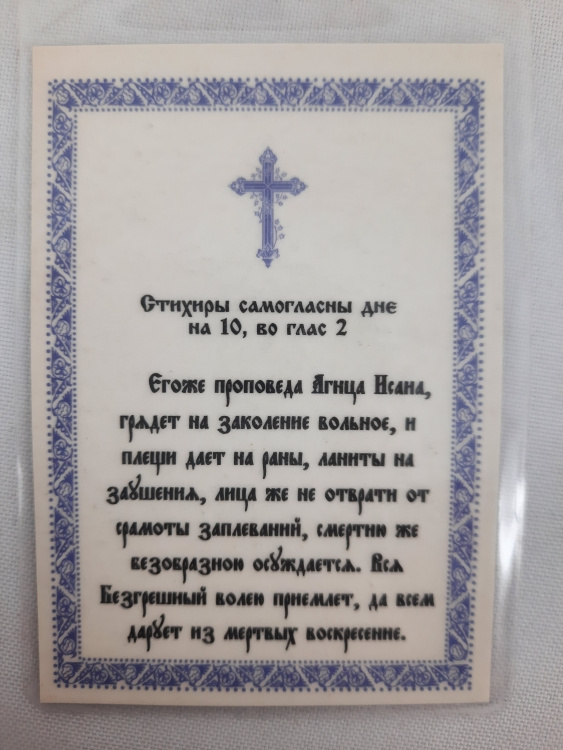 Стихиры самогласны дне
на 10, во глас 2
Егоже проповеда Агнца Исаиа,
грядет на заколение вольное, и
плещи дает на раны, ланиты на
заушения, лица же не отврати от
срамоты заплеваний, смертию же
безобразною осуждается. Вся
Безгрешный волею приемлет, да всем
дарует из мертвых воскресение.